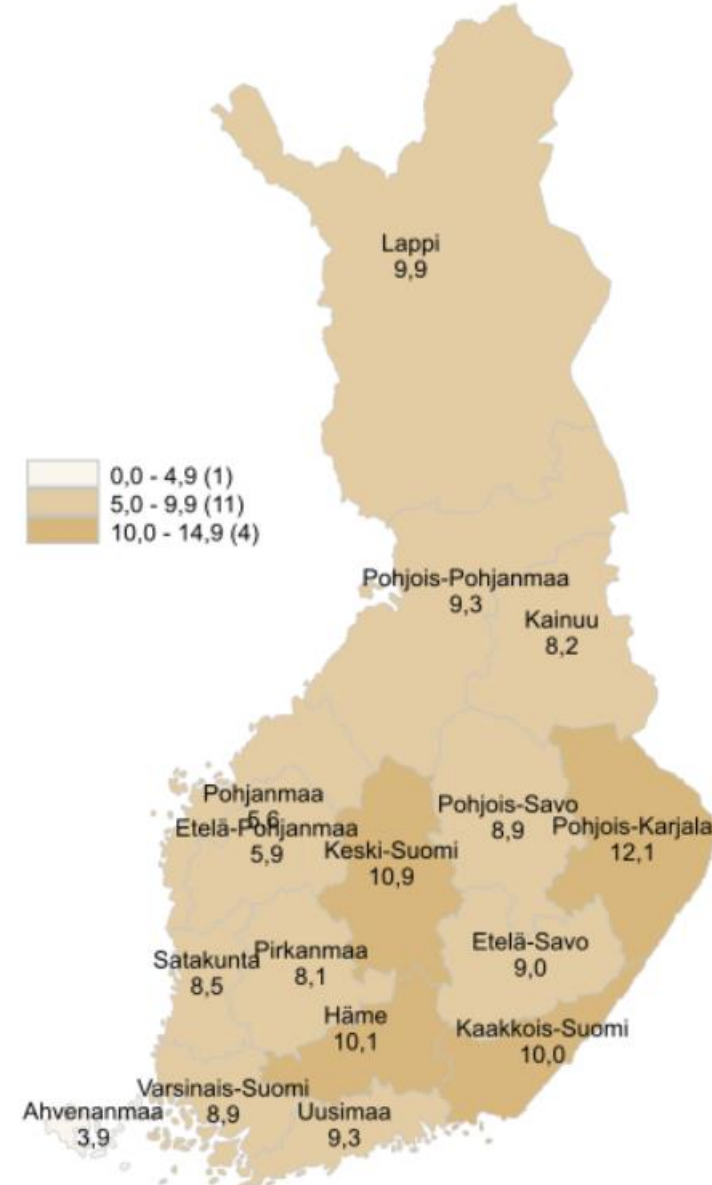 Lappi
9,9
0,0 - 4,9 (1)
5,0 - 9,9 (11)
10,0 - 14,9 (4)
Pohjois-Pohjanmaa
9,3
Kainuu
8,2
Pohjanmaa
5,6
Etelä-Pohjanmaa
5,9
Keski-Suomi
10,9
Pohjois-Savo
8,9
Pohjois-Karjala
12,1
Satakunta
8,5
Pirkanmaa
8,1
Etelä-Savo
9,0
Häme
10,1
Kaakkois-Suomi
10,0
Ahvenanmaa
3,9
Varsinais-Suomi
8,9
Uusimaa
9,3